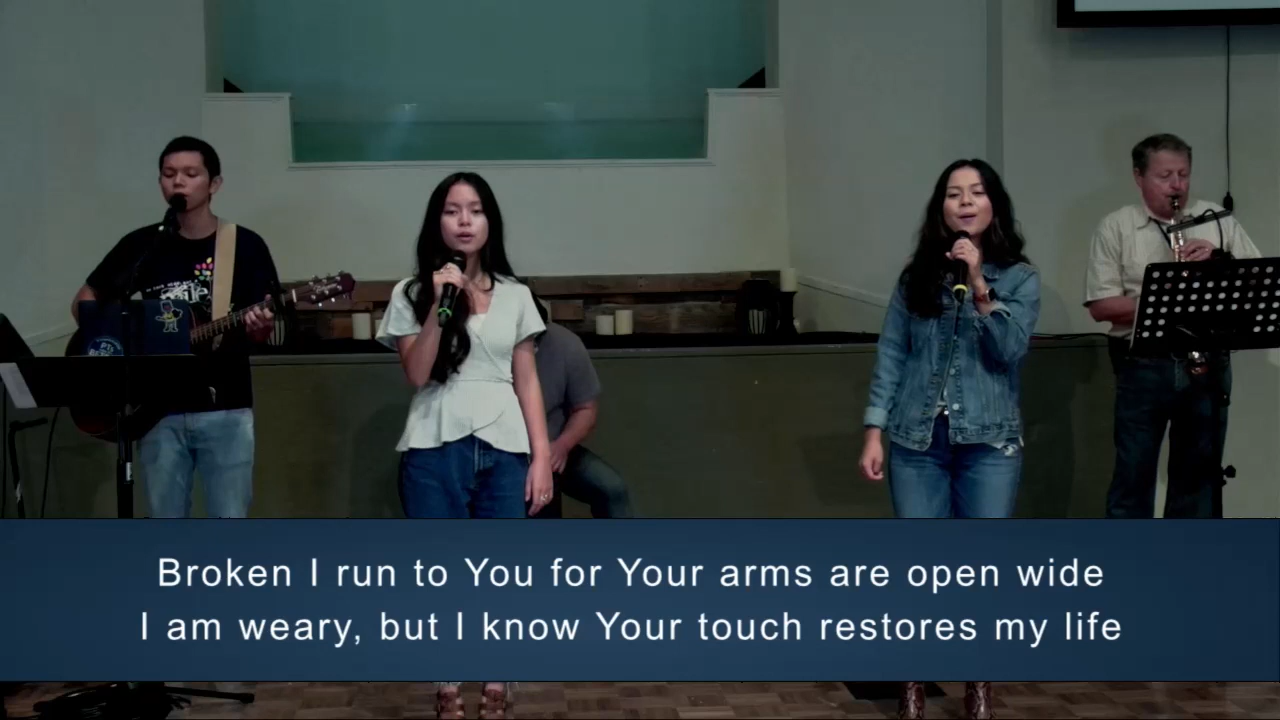 Broken I run to You for Your arms are open wide
I am weary, but I know Your touch restores my life